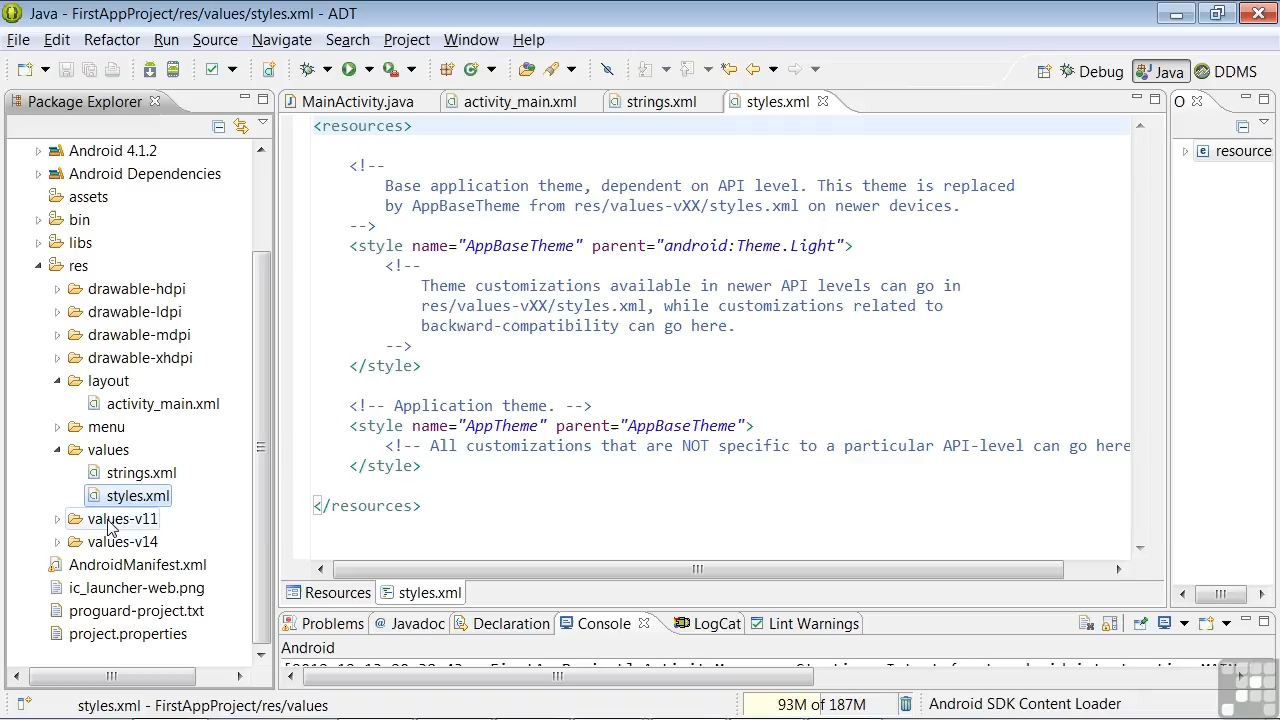 Java - FirstAppProject/res/values/styles.xml - ADT
File Edit Refactor Run Source Navigate Search Project Window Help
Debug Java DDMS
Package Explorer
MainActivity.java activity_main.xml strings.xml styles.xml
O
Android 4.1.2
Android Dependencies
assets
bin
libs
res
drawable-hdpi
drawable-ldpi
drawable-mdpi
drawable-xhdpi
layout
activity_main.xml
menu
values
strings.xml
styles.xml
values-v11
values-v14
AndroidManifest.xml
ic_launcher-web.png
proguard-project.txt
project.properties
<resources>
<!--
Base application theme, dependent on API level. This theme is replaced
by AppBaseTheme from res/values-vXX/styles.xml on newer devices.
-->
<style name="AppBaseTheme" parent="android:Theme.Light">
<!--
Theme customizations available in newer API levels can go in
res/values-vXX/styles.xml, while customizations related to
backward-compatibility can go here.
-->
</style>
<!-- Application theme. -->
<style name="AppTheme" parent="AppBaseTheme">
<!-- All customizations that are NOT specific to a particular API-level can go here
</style>
</resources>
resource
Resources styles.xml
Problems Javadoc Declaration Console LogCat Lint Warnings
Android
styles.xml - FirstAppProject/res/values
93M of 187M
Android SDK Content Loader